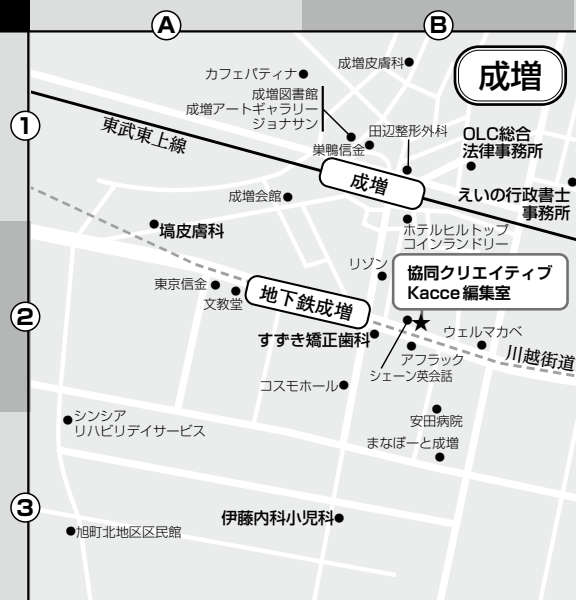 A
B
成増
カフェパティナ
成増皮膚科
成増図書館
成増アートギャラリー
ジョナサン
1
東武東上線
巣鴨信金
田辺整形外科
OLC総合
法律事務所
成増
えいの行政書士
事務所
成増会館
ホテルヒルトップ
コインランドリー
塙皮膚科
リゾン
協同クリエイティブ
Kacce編集室
東京信金
文教堂
地下鉄成増
2
すずき矯正歯科
ウェルマカベ
川越街道
アフラック
シェーン英会話
コスモホール
シンシア
リハビリデイサービス
安田病院
まなぽーと成増
3
伊藤内科小児科
旭町北地区区民館